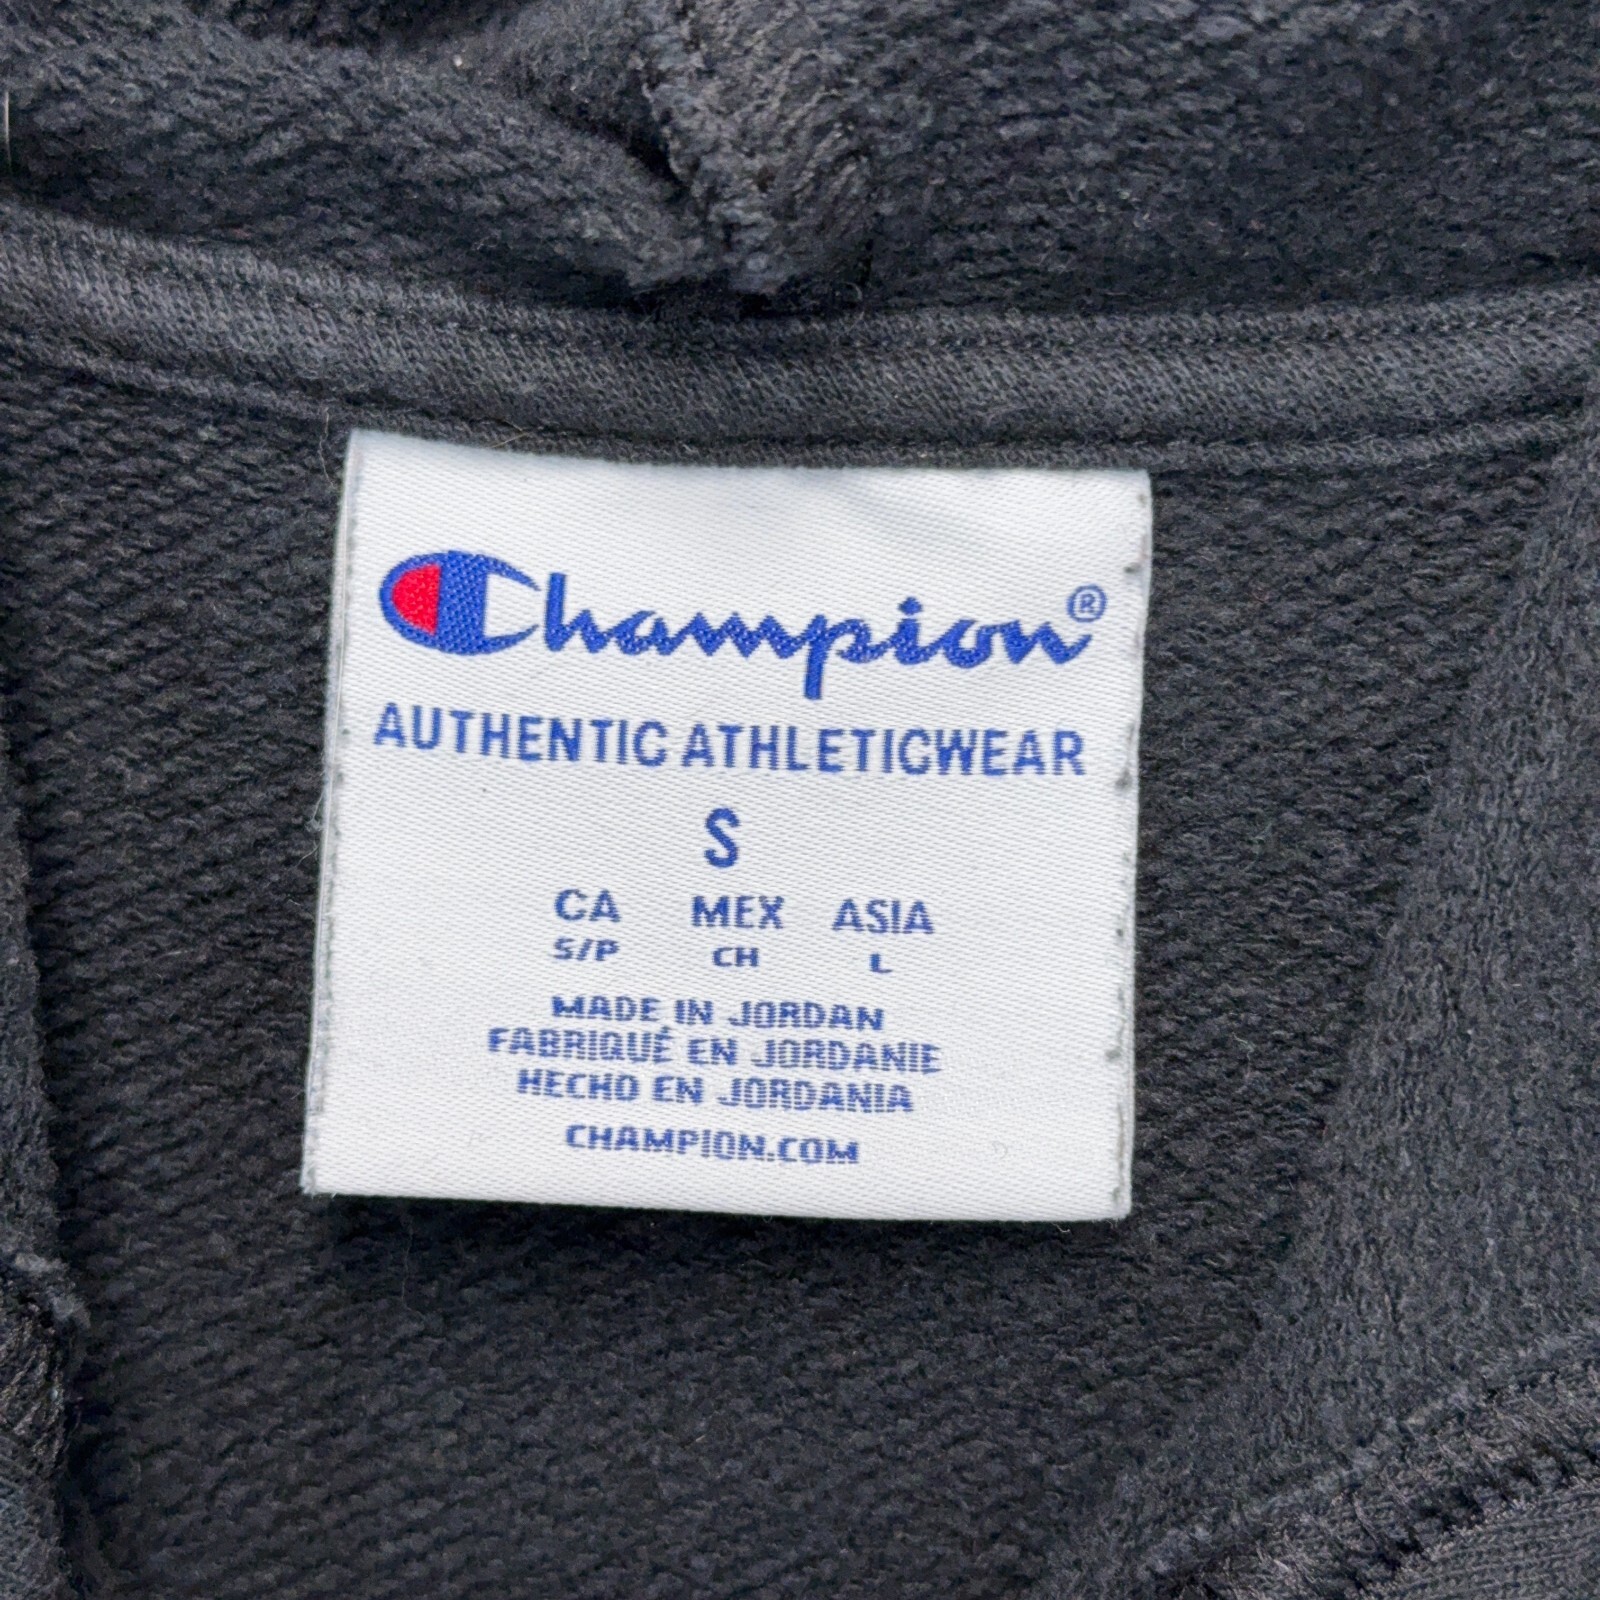 Champion®
AUTHENTIC ATHLETICWEAR
S
CA MEX ASIA
S/P CH L
MADE IN JORDAN
FABRIQUÉ EN JORDANIE
HECHO EN JORDANIA
CHAMPION.COM